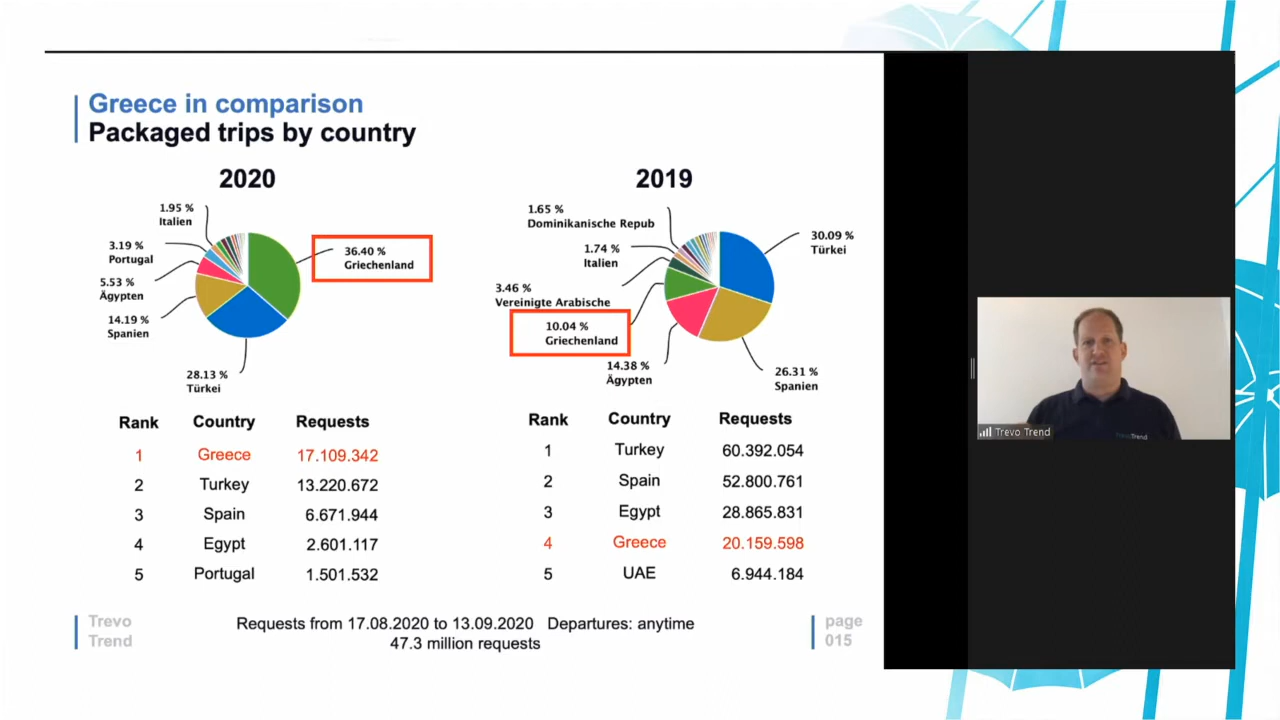 Greece in comparison
Packaged trips by country
2020
1.95 %
Italien
3.19 %
Portugal
5.53 %
Ägypten
14.19 %
Spanien
28.13 %
Türkei
36.40 %
Griechenland
2019
1.65 %
Dominikanische Repub
1.74 %
Italien
3.46 %
Vereinigte Arabische
10.04 %
Griechenland
14.38 %
Ägypten
26.31 %
Spanien
30.09 %
Türkei
Rank Country Requests
1 Greece 17.109.342
2 Turkey 13.220.672
3 Spain 6.671.944
4 Egypt 2.601.117
5 Portugal 1.501.532
Rank Country Requests
1 Turkey 60.392.054
2 Spain 52.800.761
3 Egypt 28.865.831
4 Greece 20.159.598
5 UAE 6.944.184
Trevo
Trend
Requests from 17.08.2020 to 13.09.2020 Departures: anytime
47.3 million requests
page
015
Trevo Trend